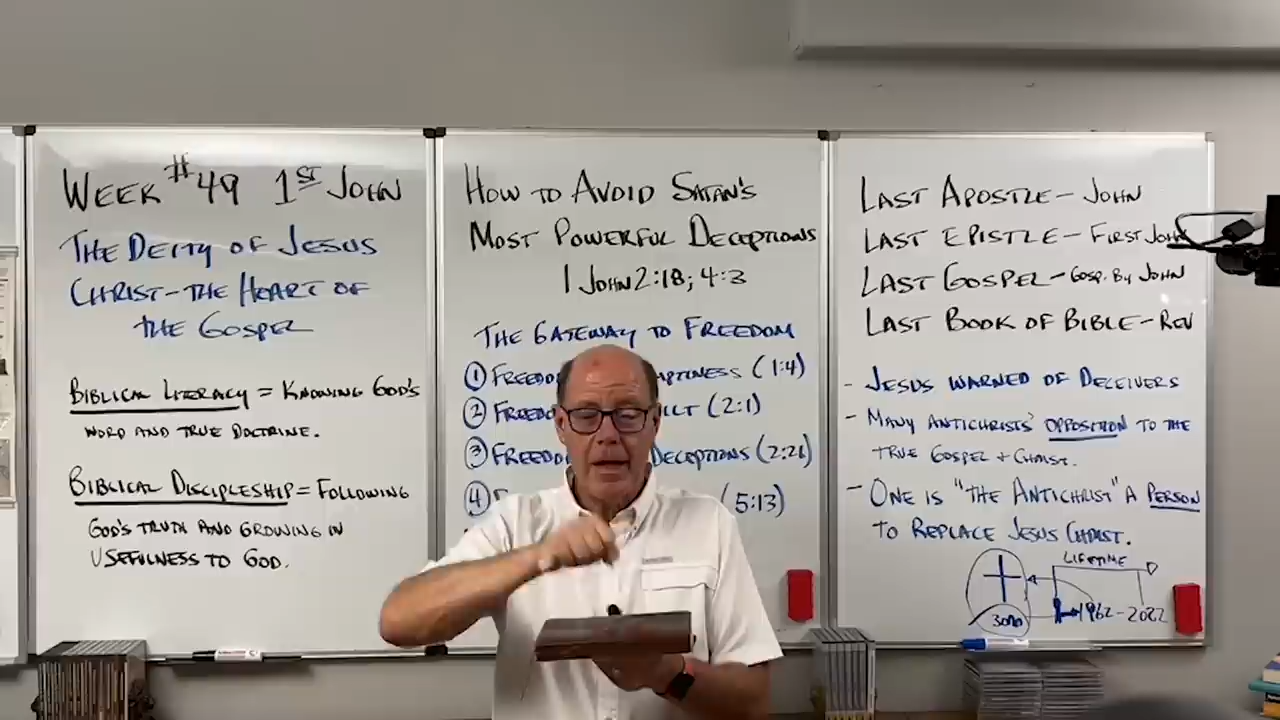 WEEK #49 1ST JOHN
THE DEITY OF JESUS
CHRIST-THE HEART OF
THE GOSPEL
BIBLICAL LITERACY = KNOWING GOD'S
WORD AND TRUE DOCTRINE.
BIBLICAL DISCIPLESHIP = FOLLOWING
GOD'S TRUTH AND GROWING IN
USEFULNESS TO GOD.
HOW TO AVOID SATAN'S
MOST POWERFUL DECEPTIONS
1 JOHN 2:18; 4:3
THE GATEWAY TO FREEDOM
① (1:4)
② (2:1)
③ DECEPTIONS (2:26)
④ (5:13)
LAST APOSTLE - JOHN
LAST EPISTLE - FIRST JOHN
LAST GOSPEL - GOSP. BY JOHN
LAST BOOK OF BIBLE - REV
- JESUS WARNED OF DECEIVERS
- MANY ANTICHRISTS' OPPOSITION TO THE
TRUE GOSPEL + CHRIST.
- ONE IS "THE ANTICHRIST" A PERSON
TO REPLACE JESUS CHRIST.
LIFETIME
1962-2022